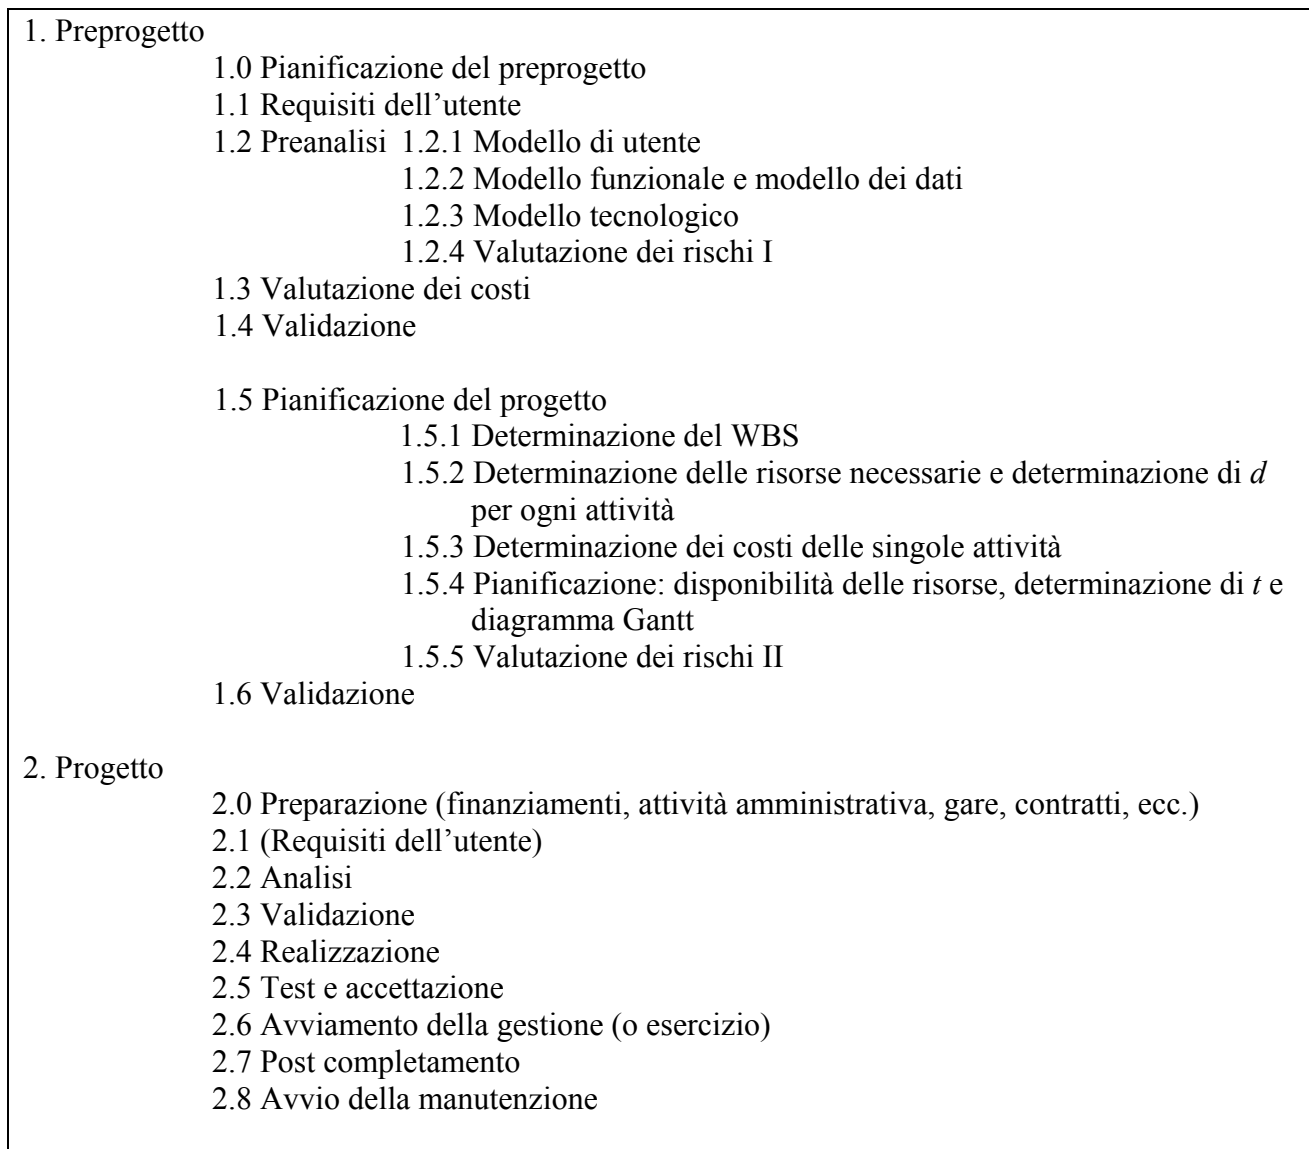 1. Preprogetto
1.0 Pianificazione del preprogetto
1.1 Requisiti dell’utente
1.2 Preanalisi 1.2.1 Modello di utente
1.2.2 Modello funzionale e modello dei dati
1.2.3 Modello tecnologico
1.2.4 Valutazione dei rischi I
1.3 Valutazione dei costi
1.4 Validazione
1.5 Pianificazione del progetto
1.5.1 Determinazione del WBS
1.5.2 Determinazione delle risorse necessarie e determinazione di d
per ogni attività
1.5.3 Determinazione dei costi delle singole attività
1.5.4 Pianificazione: disponibilità delle risorse, determinazione di t e
diagramma Gantt
1.5.5 Valutazione dei rischi II
1.6 Validazione
2. Progetto
2.0 Preparazione (finanziamenti, attività amministrativa, gare, contratti, ecc.)
2.1 (Requisiti dell’utente)
2.2 Analisi
2.3 Validazione
2.4 Realizzazione
2.5 Test e accettazione
2.6 Avviamento della gestione (o esercizio)
2.7 Post completamento
2.8 Avvio della manutenzione